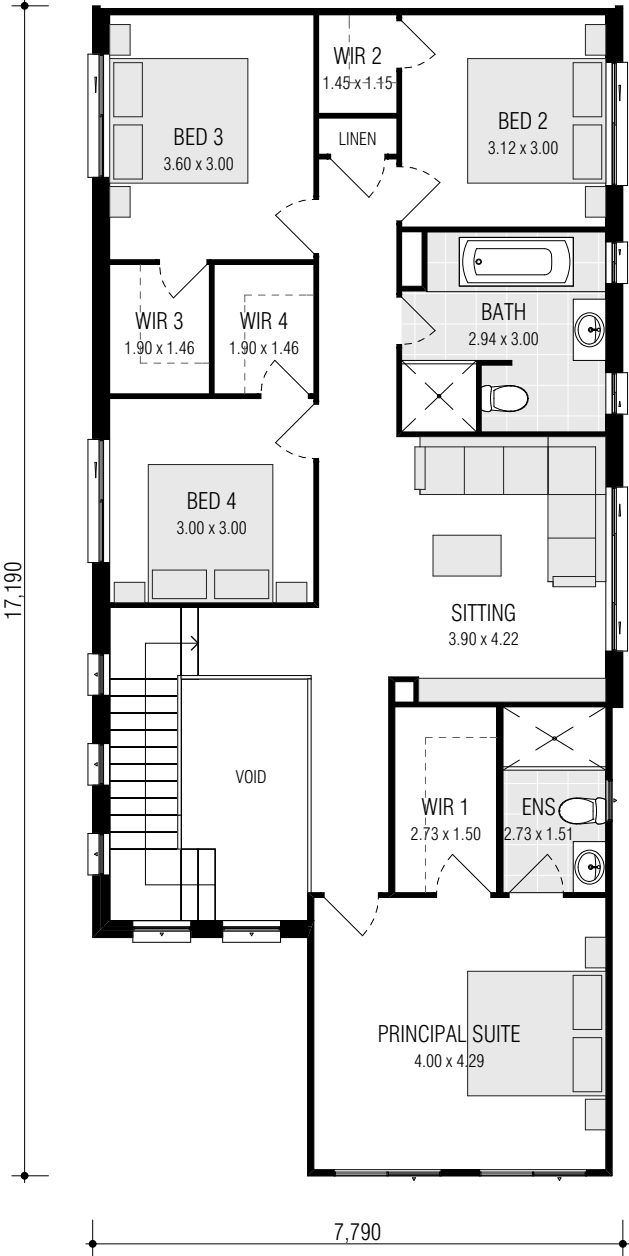 WIR 2
1.45 x 1.15
BED 3
3.60 x 3.00
LINEN
BED 2
3.12 x 3.00
WIR 3
1.90 x 1.46
WIR 4
1.90 x 1.46
BATH
2.94 x 3.00
BED 4
3.00 x 3.00
17,190
SITTING
3.90 x 4.22
VOID
WIR 1
2.73 x 1.50
ENS
2.73 x 1.51
PRINCIPAL SUITE
4.00 x 4.29
7,790